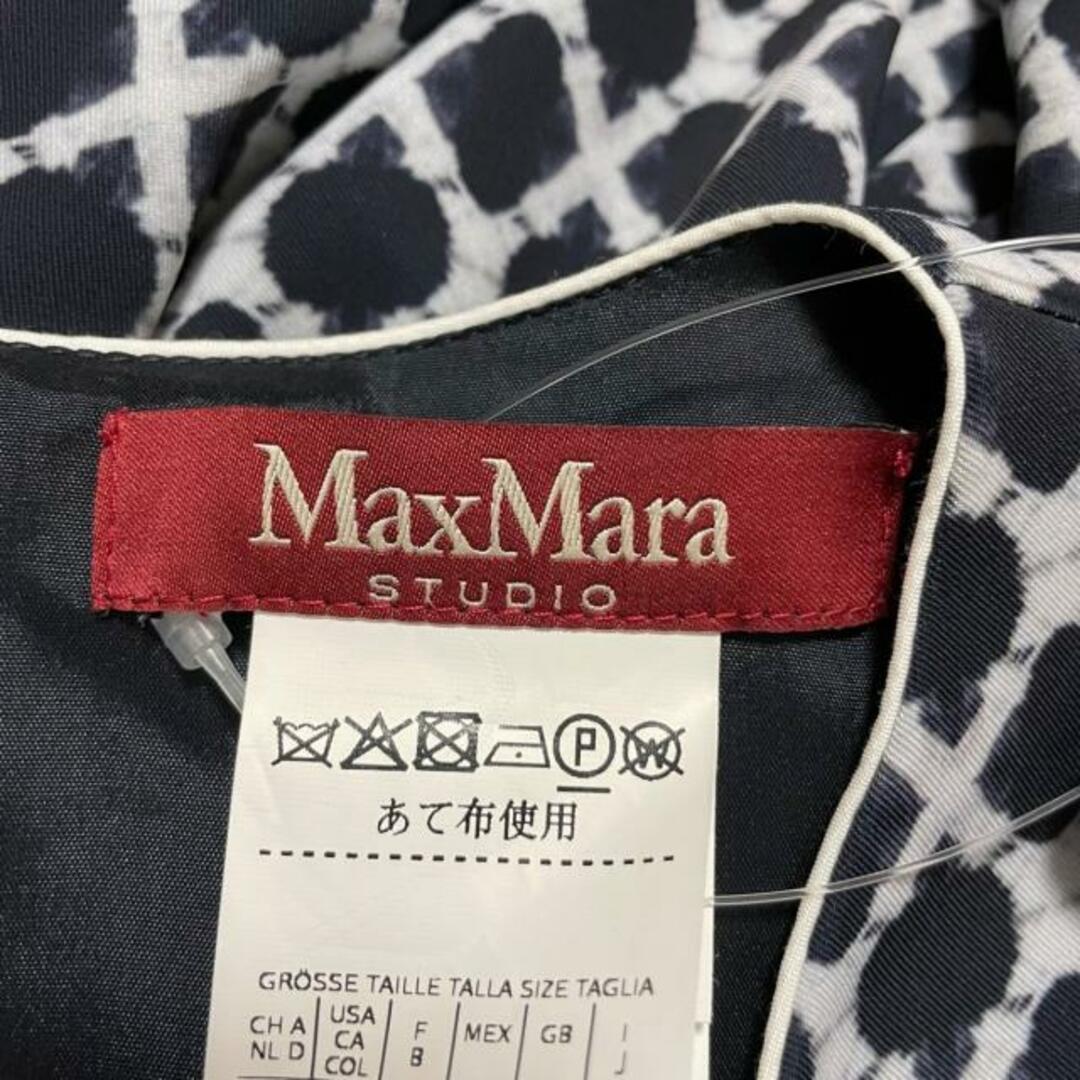 MaxMara
STUDIO
P W
あて布使用
GRÖSSE TAILLE TALLA SIZE TAGLIA
CH A NL D
USA CA COL
F B
MEX
GB
I J